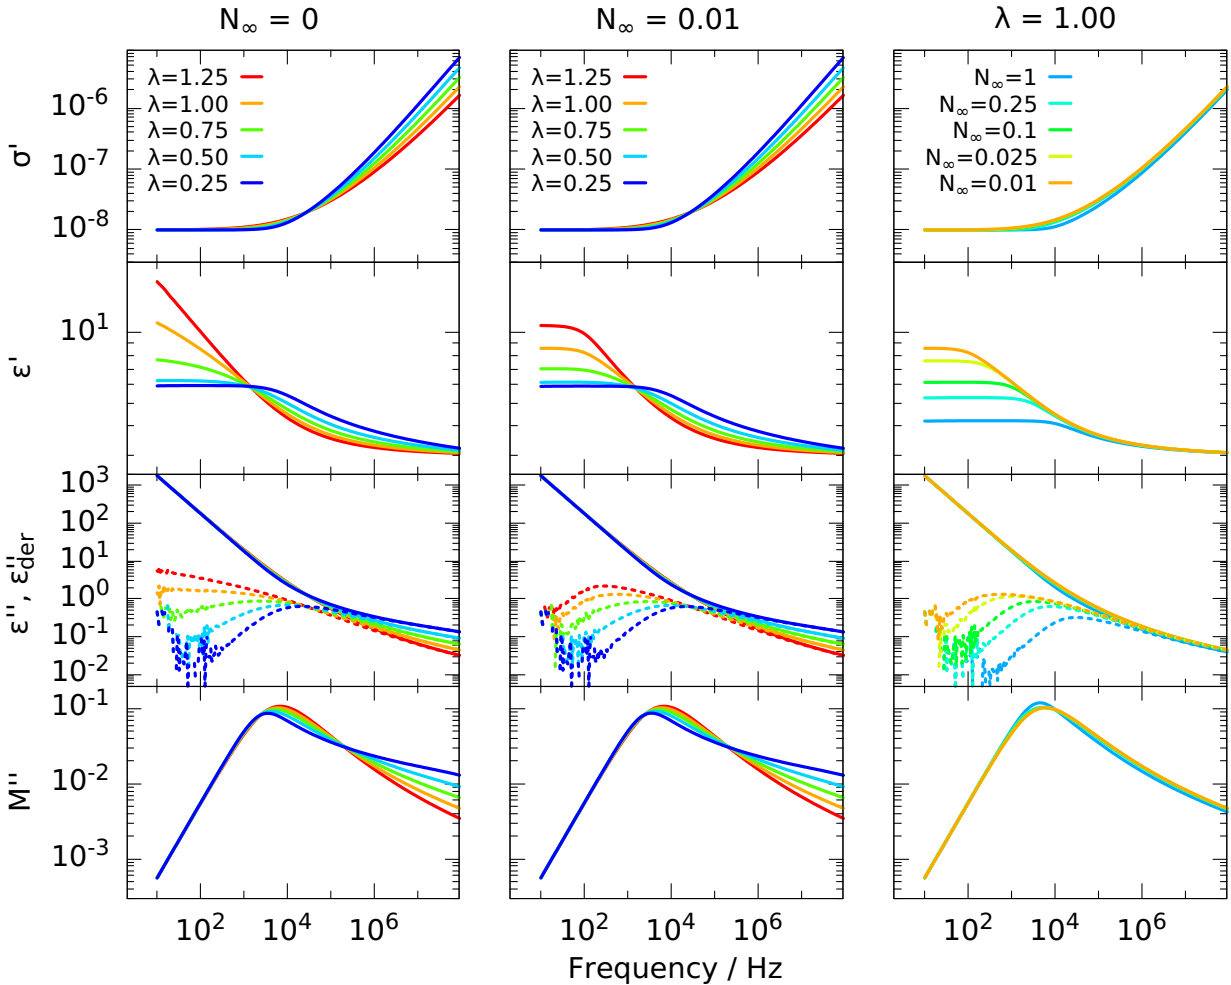 N∞ = 0
N∞ = 0.01
λ = 1.00
σ'
10⁻⁶
10⁻⁷
10⁻⁸
λ=1.25
λ=1.00
λ=0.75
λ=0.50
λ=0.25
λ=1.25
λ=1.00
λ=0.75
λ=0.50
λ=0.25
N∞=1
N∞=0.25
N∞=0.1
N∞=0.025
N∞=0.01
ε'
10¹
ε'', ε''der
10³
10²
10¹
10⁰
10⁻¹
10⁻²
M''
10⁻¹
10⁻²
10⁻³
10² 10⁴ 10⁶
10² 10⁴ 10⁶
10² 10⁴ 10⁶
Frequency / Hz